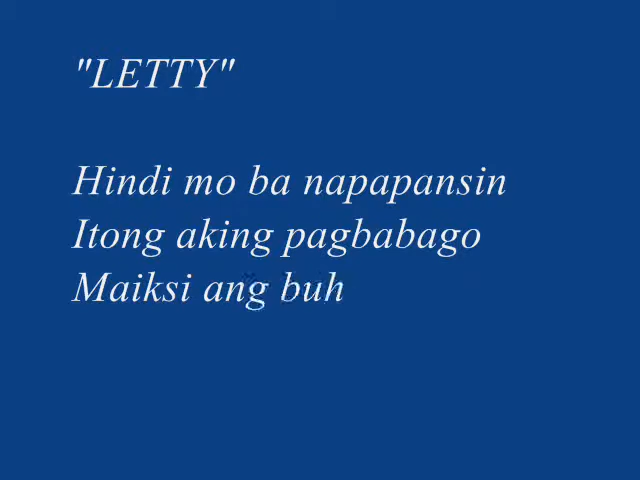 "LETTY"
Hindi mo ba napapansin
Itong aking pagbabago
Maiksi ang buh